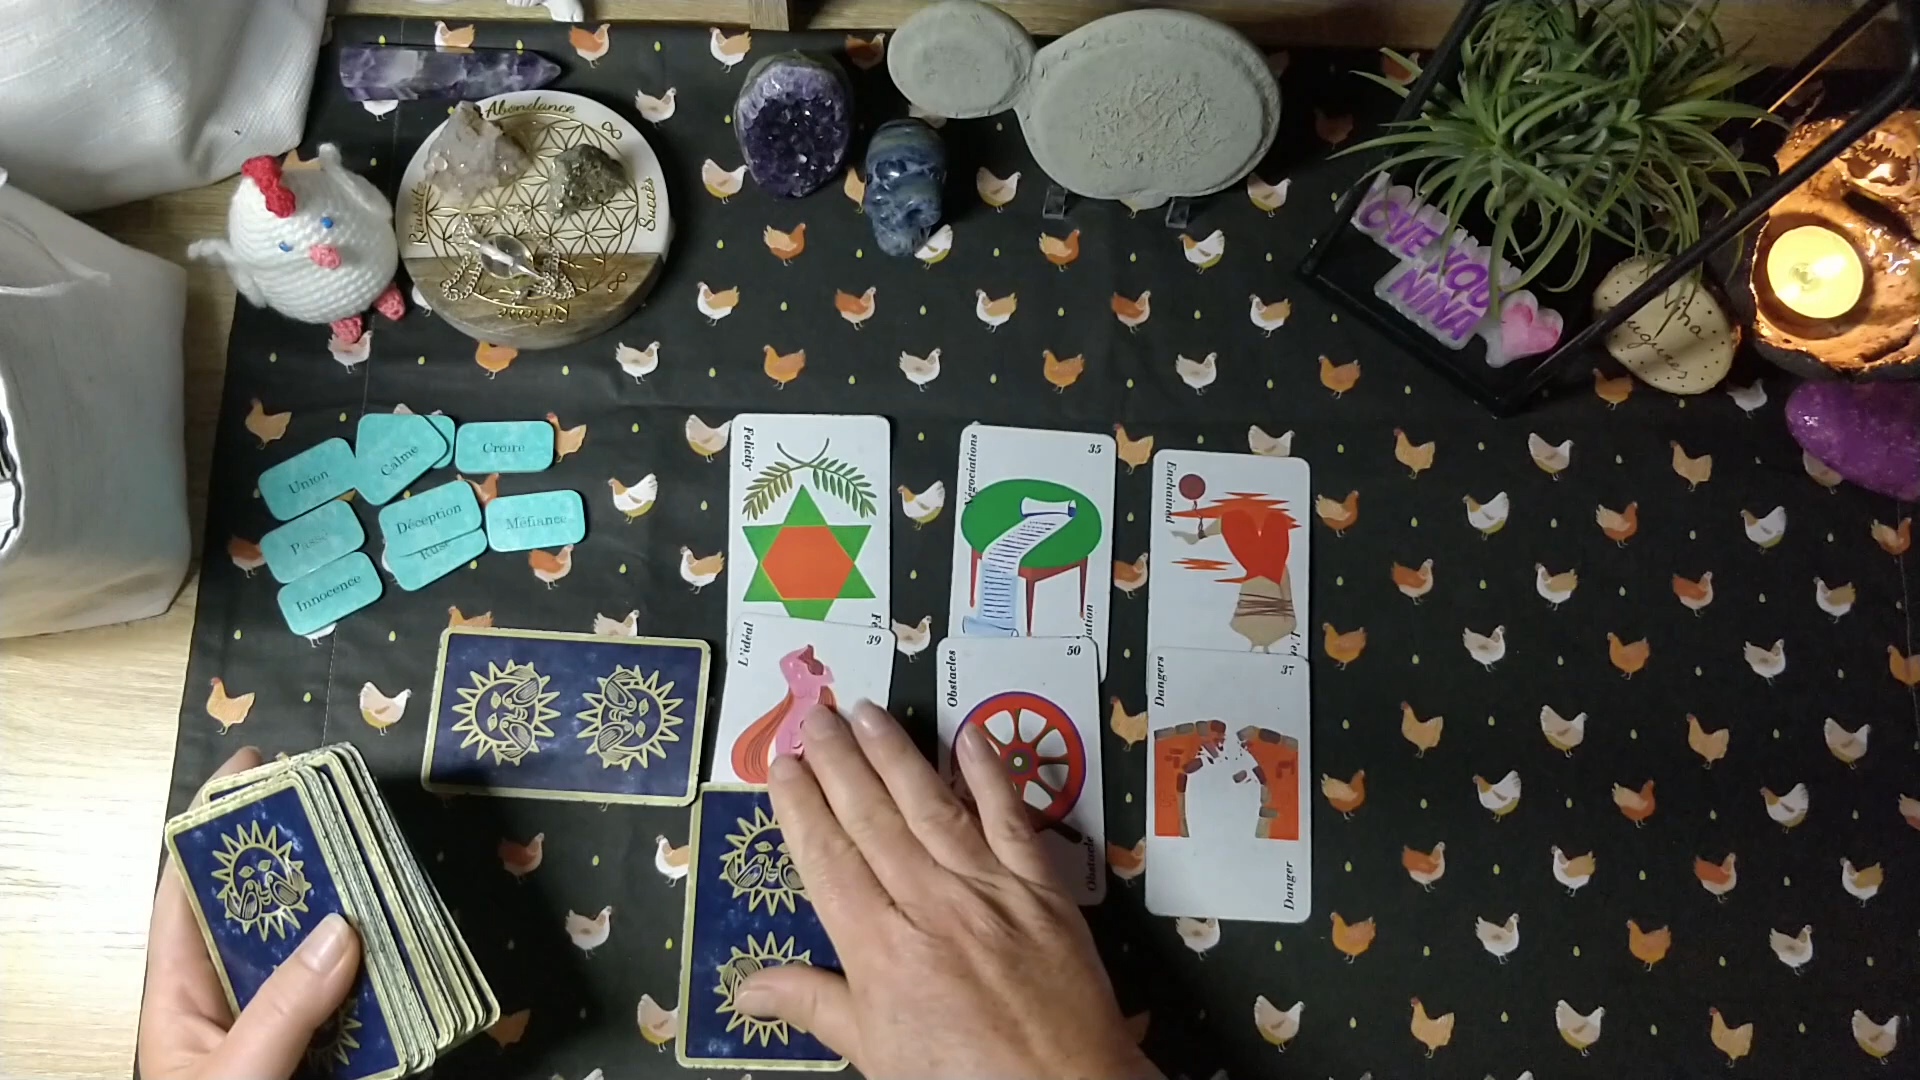 Abondance
Réussite
Succès
Richesse
LOVE YOU
NINA
Nina
Union
Calme
Croire
Passé
Déception
Méfiance
Ruse
Innocence
Felicity
Négociations
35
Enchained
L'idéal
39
Obstacles
50
Obstacle
Dangers
37
Danger